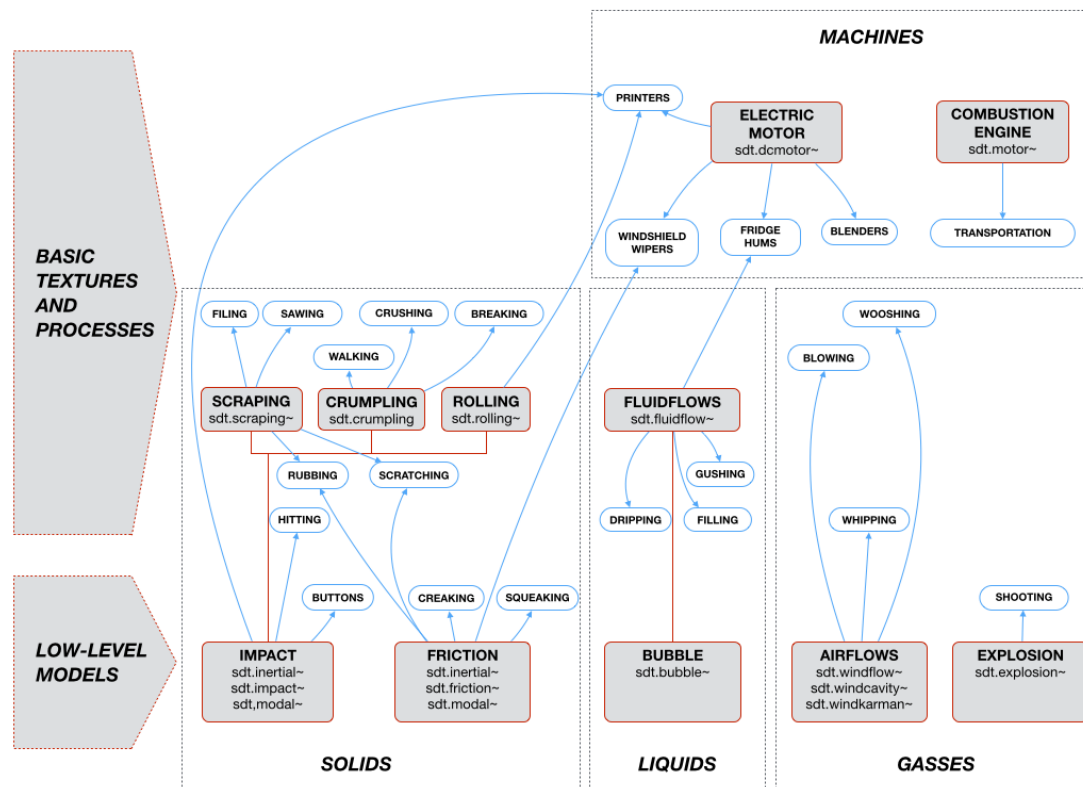 MACHINES
PRINTERS
ELECTRIC
MOTOR
sdt.dcmotor~
COMBUSTION
ENGINE
sdt.motor~
WINDSHIELD
WIPERS
FRIDGE
HUMS
BLENDERS
TRANSPORTATION
BASIC
TEXTURES
AND
PROCESSES
FILING
SAWING
CRUSHING
BREAKING
WALKING
WOOSHING
BLOWING
SCRAPING
sdt.scraping~
CRUMPLING
sdt.crumpling
ROLLING
sdt.rolling~
FLUIDFLOWS
sdt.fluidflow~
RUBBING
SCRATCHING
GUSHING
HITTING
DRIPPING
FILLING
WHIPPING
BUTTONS
CREAKING
SQUEAKING
SHOOTING
LOW-LEVEL
MODELS
IMPACT
sdt.inertial~
sdt.impact~
sdt,modal~
FRICTION
sdt.inertial~
sdt.friction~
sdt.modal~
BUBBLE
sdt.bubble~
AIRFLOWS
sdt.windflow~
sdt.windcavity~
sdt.windkarman~
EXPLOSION
sdt.explosion~
SOLIDS
LIQUIDS
GASSES